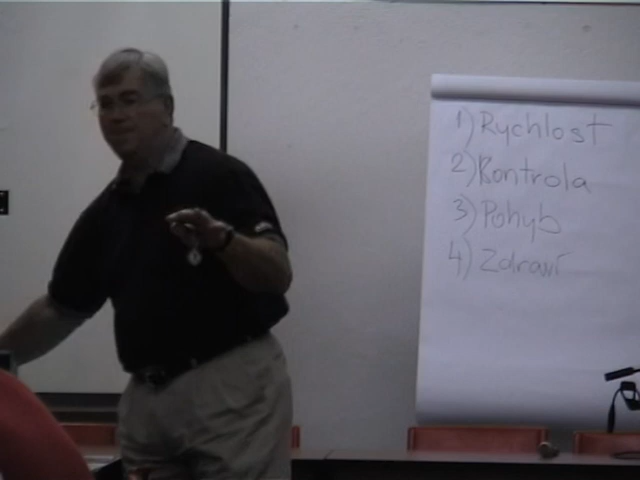 1) Rychlost
2) Kontrola
3) Pohyb
4) Zdraví